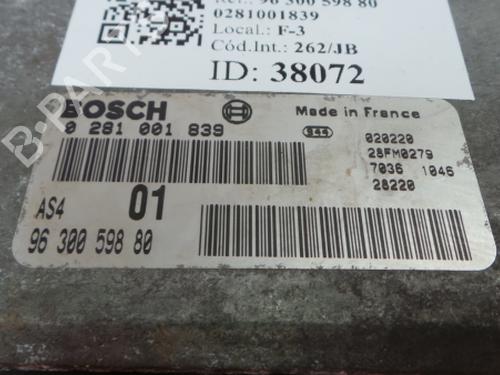 Ref.: 96 300 598 80
0281001839
Local.: F-3
Cód.Int.: 262/JB
ID: 38072
BOSCH
Made in France
0 281 001 839
944
020220
28FM0279
7036 1046
28220
AS4 01
96 300 598 80
B-PARTS